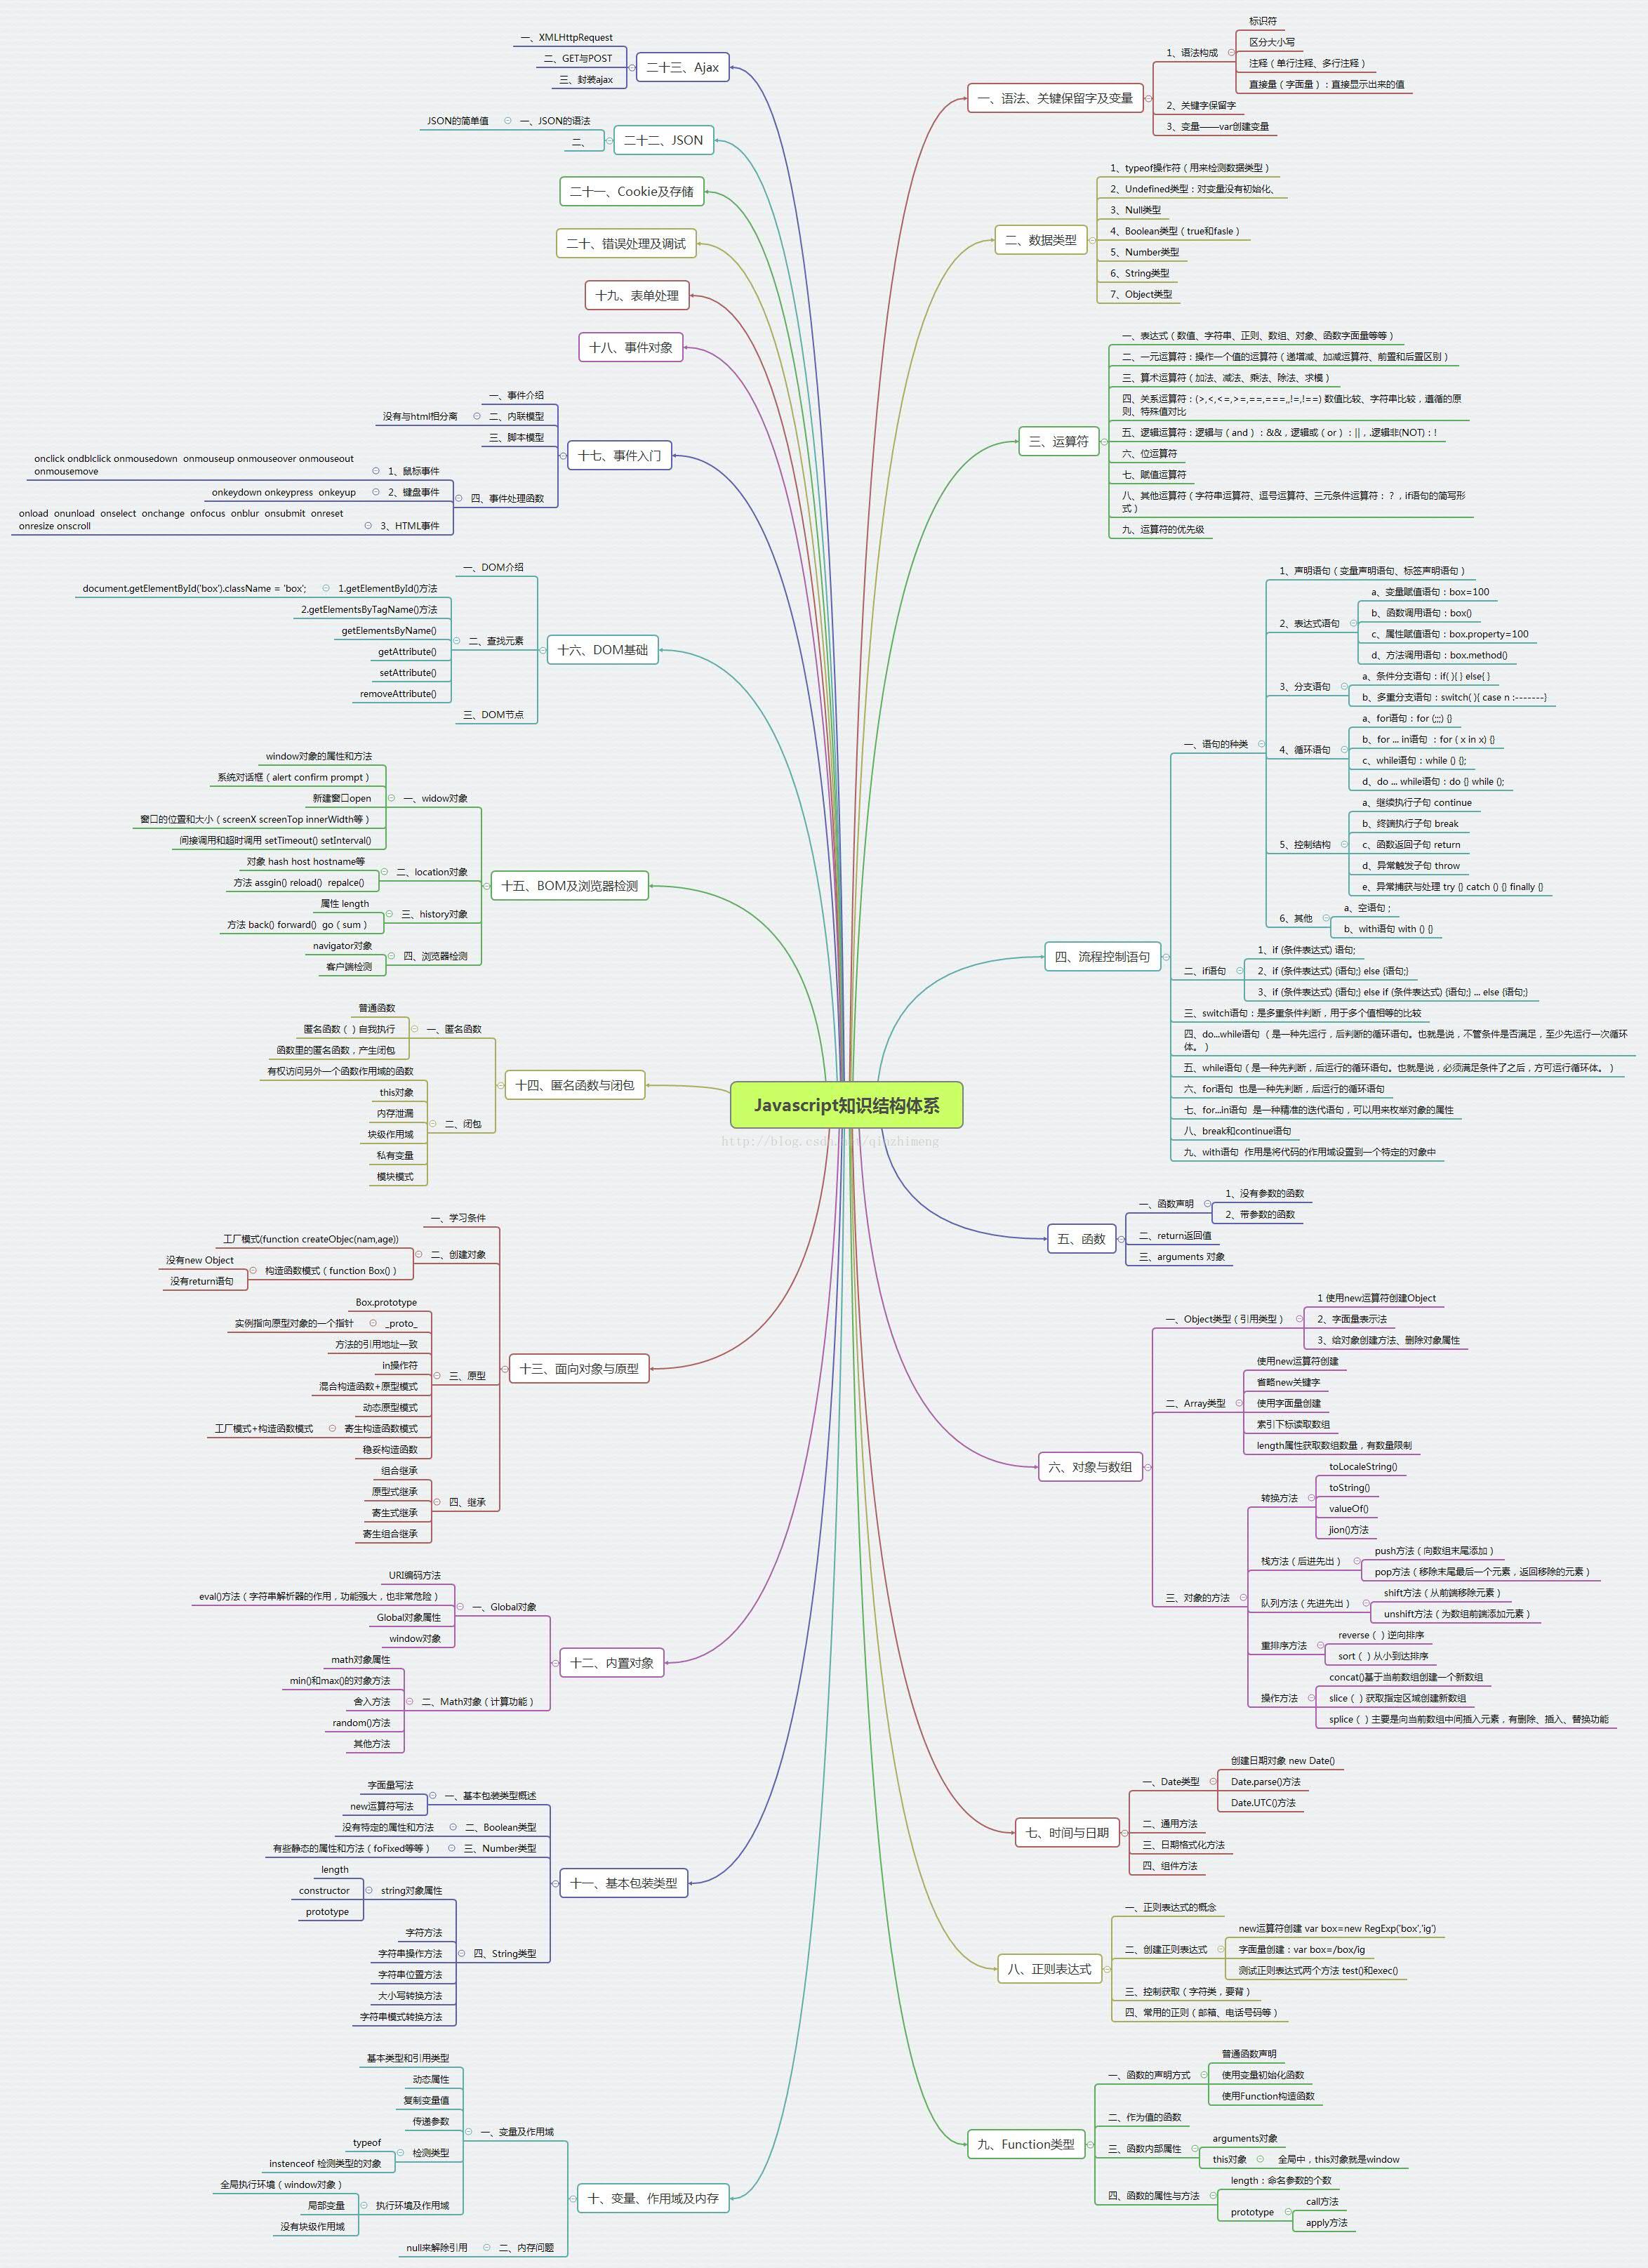 Javascript知识结构体系
http://blog.csdn.net/qinzhimeng
一、语法、关键保留字及变量
1、语法构成
标识符
区分大小写
注释（单行注释、多行注释）
直接量（字面量）：直接显示出来的值
2、关键字保留字
3、变量——var创建变量
二、数据类型
1、typeof操作符（用来检测数据类型）
2、Undefined类型：对变量没有初始化、
3、Null类型
4、Boolean类型（true和fasle）
5、Number类型
6、String类型
7、Object类型
三、运算符
一、表达式（数值、字符串、正则、数组、对象、函数字面量等等）
二、一元运算符：操作一个值的运算符（递增减、加减运算符、前置和后置区别）
三、算术运算符（加法、减法、乘法、除法、求模）
四、关系运算符：(>,<,<=,>=,==,===,,!=,!==) 数值比较、字符串比较，遵循的原
则、特殊值对比
五、逻辑运算符：逻辑与（and）：&&，逻辑或（or）：||，.逻辑非(NOT)：!
六、位运算符
七、赋值运算符
八、其他运算符（字符串运算符、逗号运算符、三元条件运算符：？，if语句的简写形
式）
九、运算符的优先级
四、流程控制语句
一、语句的种类
1、声明语句（变量声明语句、标签声明语句）
2、表达式语句
a、变量赋值语句：box=100
b、函数调用语句：box()
c、属性赋值语句：box.property=100
d、方法调用语句：box.method()
3、分支语句
a、条件分支语句：if( ){ } else{ }
b、多重分支语句：switch( ){ case n :-------}
4、循环语句
a、for语句：for (;;;) {}
b、for ... in语句 ：for ( x in x) {}
c、while语句：while () {};
d、do ... while语句：do {} while ();
5、控制结构
a、继续执行子句 continue
b、终端执行子句 break
c、函数返回子句 return
d、异常触发子句 throw
e、异常捕获与处理 try {} catch () {} finally {}
6、其他
a、空语句 ;
b、with语句 with () {}
二、if语句
1、if (条件表达式) 语句;
2、if (条件表达式) {语句;} else {语句;}
3、if (条件表达式) {语句;} else if (条件表达式) {语句;} ... else {语句;}
三、switch语句：是多重条件判断，用于多个值相等的比较
四、do...while语句 （ 是一种先运行，后判断的循环语句。也就是说，不管条件是否满足，至少先运行一次循环
体。）
五、while语句（是一种先判断，后运行的循环语句。也就是说，必须满足条件了之后，方可运行循环体。）
六、for语句 也是一种先判断，后运行的循环语句
七、for...in语句 是一种精准的迭代语句，可以用来枚举对象的属性
八、break和continue语句
九、with语句 作用是将代码的作用域设置到一个特定的对象中
五、函数
一、函数声明
1、没有参数的函数
2、带参数的函数
二、return返回值
三、arguments 对象
六、对象与数组
一、Object类型（引用类型）
1 使用new运算符创建Object
2、字面量表示法
3、给对象创建方法、删除对象属性
二、Array类型
使用new运算符创建
省略new关键字
使用字面量创建
索引下标读取数组
length属性获取数组数量，有数量限制
三、对象的方法
转换方法
toLocaleString()
toString()
valueOf()
jion()方法
栈方法（后进先出）
push方法（向数组末尾添加）
pop方法（移除末尾最后一个元素，返回移除的元素）
队列方法（先进先出）
shift方法（从前端移除元素）
unshift方法（为数组前端添加元素）
重排序方法
reverse（ ）逆向排序
sort（ ）从小到达排序
操作方法
concat()基于当前数组创建一个新数组
slice（ ）获取指定区域创建新数组
splice（ ）主要是向当前数组中间插入元素，有删除、插入、替换功能
七、时间与日期
一、Date类型
创建日期对象 new Date()
Date.parse()方法
Date.UTC()方法
二、通用方法
三、日期格式化方法
四、组件方法
八、正则表达式
一、正则表达式的概念
二、创建正则表达式
new运算符创建 var box=new RegExp('box','ig')
字面量创建：var box=/box/ig
测试正则表达式两个方法 test()和exec()
三、控制获取（字符类，要背）
四、常用的正则（邮箱、电话号码等）
九、Function类型
一、函数的声明方式
普通函数声明
使用变量初始化函数
使用Function构造函数
二、作为值的函数
三、函数内部属性
arguments对象
this对象
全局中，this对象就是window
四、函数的属性与方法
length：命名参数的个数
prototype
call方法
apply方法
二十三、Ajax
一、XMLHttpRequest
二、GET与POST
三、封装ajax
二十二、JSON
一、JSON的语法
JSON的简单值
二、
二十一、Cookie及存储
二十、错误处理及调试
十九、表单处理
十八、事件对象
十七、事件入门
一、事件介绍
二、内联模型
没有与html相分离
三、脚本模型
四、事件处理函数
1、鼠标事件
onclick ondblclick onmousedown onmouseup onmouseover onmouseout
onmousemove
2、键盘事件
onkeydown onkeypress onkeyup
3、HTML事件
onload onunload onselect onchange onfocus onblur onsubmit onreset
onresize onscroll
十六、DOM基础
一、DOM介绍
二、查找元素
1.getElementById()方法
document.getElementById('box').className = 'box';
2.getElementsByTagName()方法
getElementsByName()
getAttribute()
setAttribute()
removeAttribute()
三、DOM节点
十五、BOM及浏览器检测
一、widow对象
window对象的属性和方法
系统对话框（alert confirm prompt）
新建窗口open
窗口的位置和大小（screenX screenTop innerWidth等）
间接调用和超时调用 setTimeout() setInterval()
二、location对象
对象 hash host hostname等
方法 assgin() reload() repalce()
三、history对象
属性 length
方法 back() forward() go（sum）
四、浏览器检测
navigator对象
客户端检测
十四、匿名函数与闭包
一、匿名函数
普通函数
匿名函数（ ）自我执行
函数里的匿名函数，产生闭包
二、闭包
有权访问另外一个函数作用域的函数
this对象
内存泄漏
块级作用域
私有变量
模块模式
十三、面向对象与原型
一、学习条件
二、创建对象
工厂模式(function createObjec(nam,age))
构造函数模式（function Box()）
没有new Object
没有return语句
三、原型
Box.prototype
_proto_
实例指向原型对象的一个指针
方法的引用地址一致
in操作符
混合构造函数+原型模式
动态原型模式
寄生构造函数模式
工厂模式+构造函数模式
稳妥构造函数
四、继承
组合继承
原型式继承
寄生式继承
寄生组合继承
十二、内置对象
一、Global对象
URI编码方法
eval()方法（字符串解析器的作用，功能强大，也非常危险）
Global对象属性
window对象
二、Math对象（计算功能）
math对象属性
min()和max()的对象方法
舍入方法
random()方法
其他方法
十一、基本包装类型
一、基本包装类型概述
字面量写法
new运算符写法
二、Boolean类型
没有特定的属性和方法
三、Number类型
有些静态的属性和方法（foFixed等等）
四、String类型
string对象属性
length
constructor
prototype
字符方法
字符串操作方法
字符串位置方法
大小写转换方法
字符串模式转换方法
十、变量、作用域及内存
一、变量及作用域
基本类型和引用类型
动态属性
复制变量值
传递参数
检测类型
typeof
instenceof 检测类型的对象
执行环境及作用域
全局执行环境（window对象）
局部变量
没有块级作用域
二、内存问题
null来解除引用